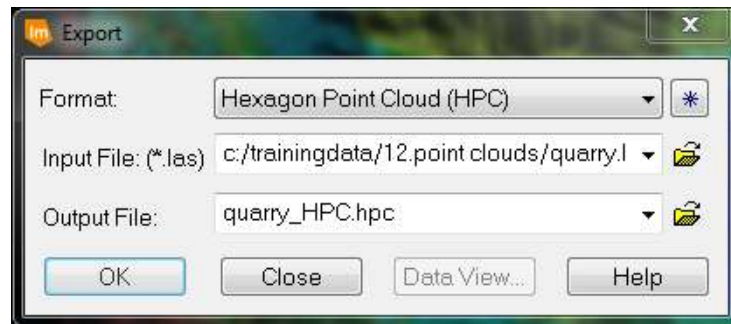 Im Export x
Format: Hexagon Point Cloud (HPC) *
Input File: (*.las) c:/trainingdata/12.point clouds/quarry.l
Output File: quarry_HPC.hpc
OK Close Data View... Help